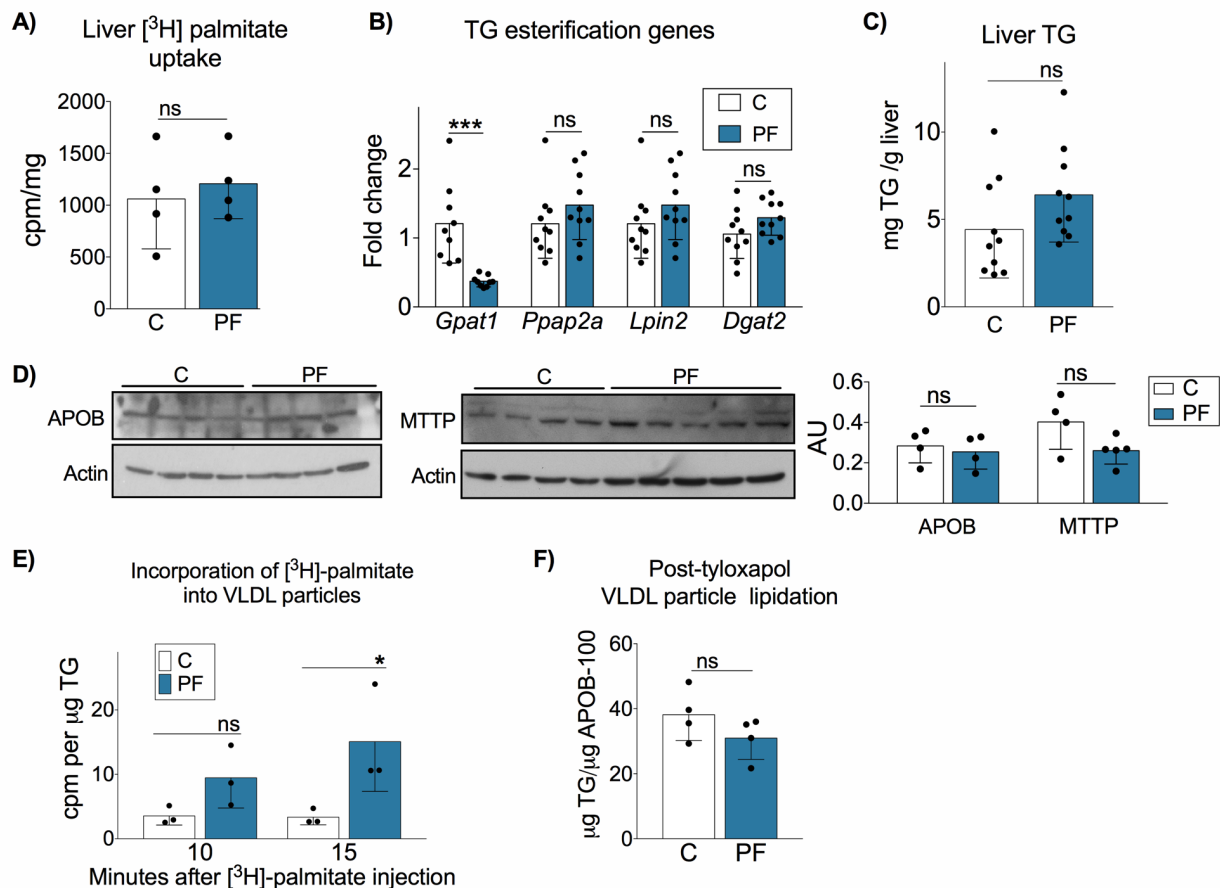 A)
Liver [³H] palmitate
uptake
2000
1500
1000
500
0
cpm/mg
ns
C
PF
B)
TG esterification genes
C
PF
Fold change
2
1
0
***
ns
ns
ns
Gpat1
Ppap2a
Lpin2
Dgat2
C)
Liver TG
mg TG /g liver
10
5
0
ns
C
PF
D)
C
PF
APOB
Actin
C
PF
MTTP
Actin
AU
0.6
0.4
0.2
0.0
ns
ns
C
PF
APOB
MTTP
E)
Incorporation of [³H]-palmitate
into VLDL particles
C
PF
cpm per µg TG
20
10
0
ns
*
10
15
Minutes after [³H]-palmitate injection
F)
Post-tyloxapol
VLDL particle lipidation
µg TG/µg APOB-100
60
40
20
0
ns
C
PF